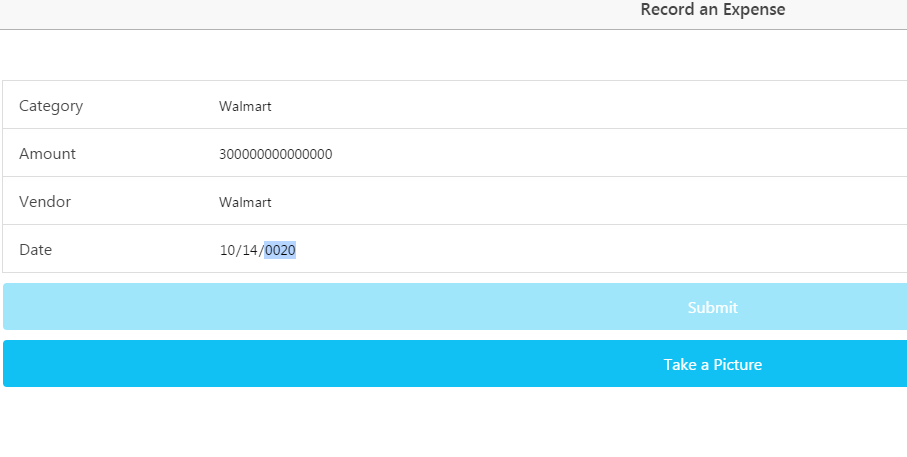 Record an Expense
Category Walmart
Amount 300000000000000
Vendor Walmart
Date 10/14/0020
Submit
Take a Picture